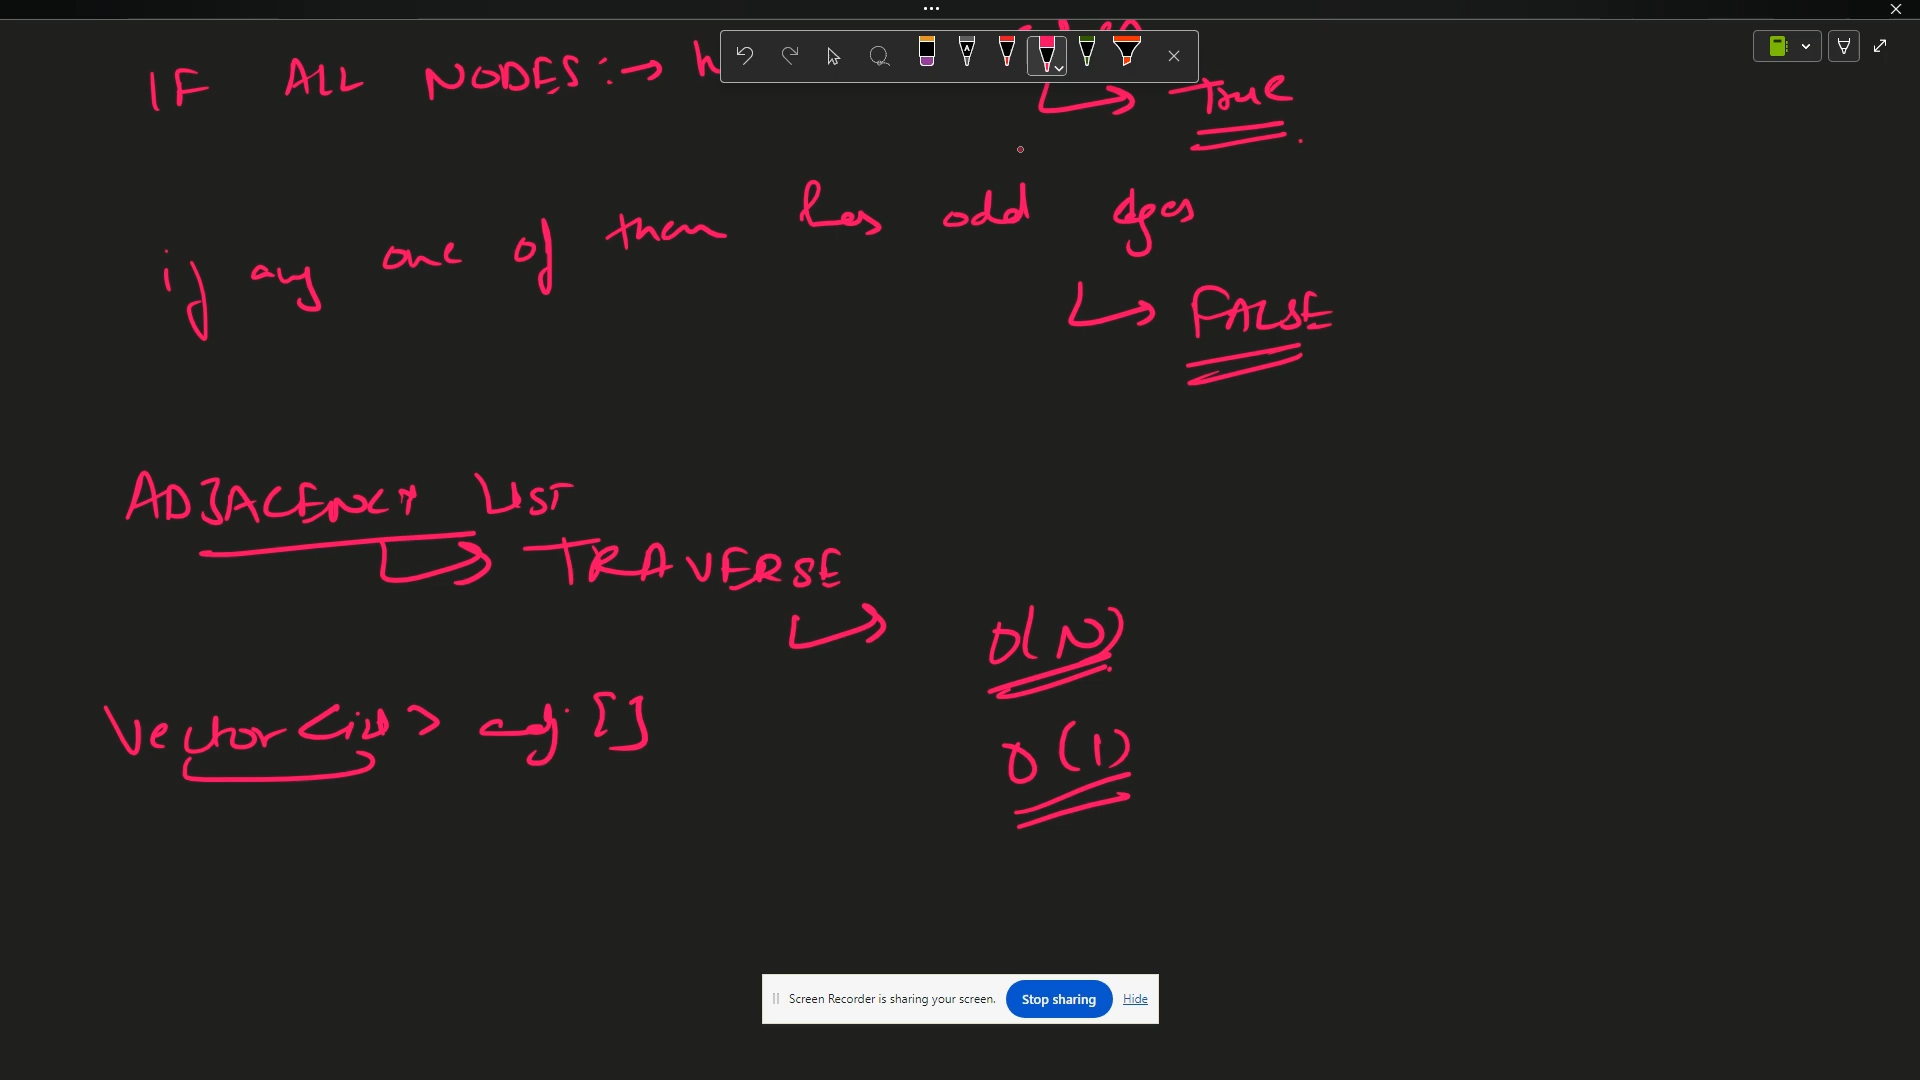 IF ALL NODES :→ h
True
if any one of them has odd edges
FALSE
ADJACENCY LIST
TRAVERSE
O(N)
Vector<int> adj []
O(1)
Screen Recorder is sharing your screen. Stop sharing Hide